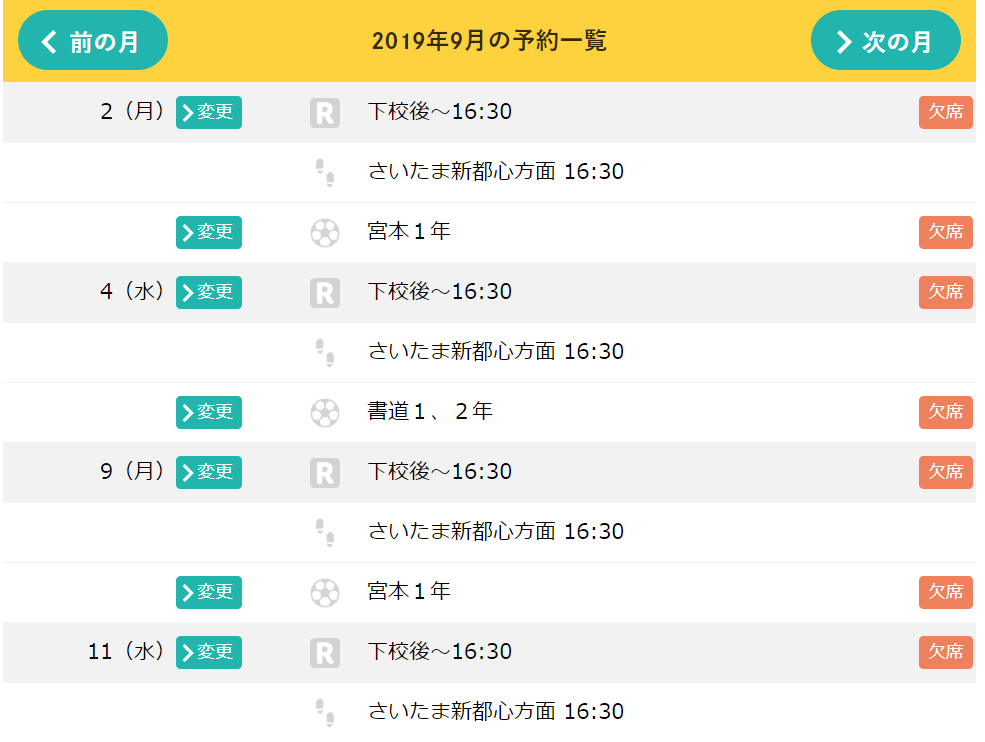 前の月 2019年9月の予約一覧 次の月
2（月） 変更 R 下校後～16:30 欠席
さいたま新都心方面 16:30
変更 宮本１年 欠席
4（水） 変更 R 下校後～16:30 欠席
さいたま新都心方面 16:30
変更 書道１、２年 欠席
9（月） 変更 R 下校後～16:30 欠席
さいたま新都心方面 16:30
変更 宮本１年 欠席
11（水） 変更 R 下校後～16:30 欠席
さいたま新都心方面 16:30